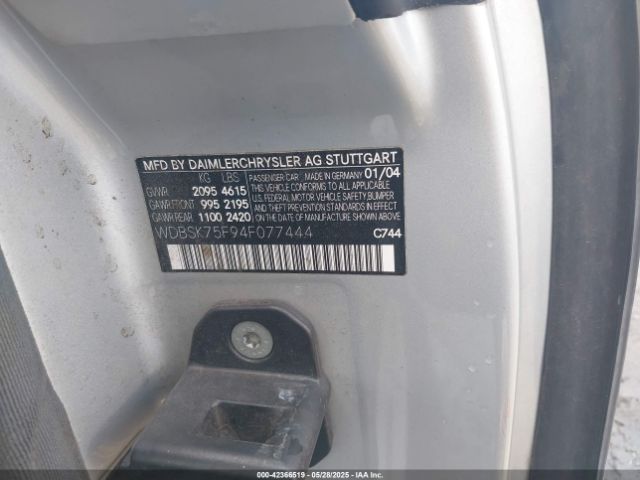 MFD BY DAIMLERCHRYSLER AG STUTTGART
KG LBS PASSENGER CAR MADE IN GERMANY 01/04
GVWR 2095 4615 THIS VEHICLE CONFORMS TO ALL APPLICABLE
GAWR FRONT 995 2195 U.S. FEDERAL MOTOR VEHICLE SAFETY, BUMPER
GAWR REAR 1100 2420 AND THEFT PREVENTION STANDARDS IN EFFECT
ON THE DATE OF MANUFACTURE SHOWN ABOVE
WDBSK75F94F077444 C744
000-42366519 | 05/28/2025 - COPYRIGHT IAA, LLC